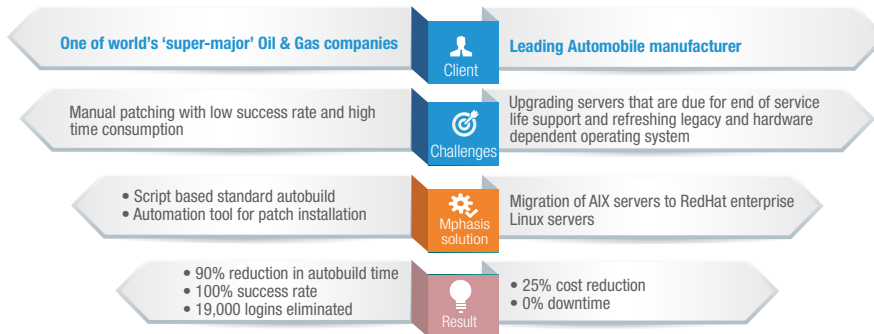 One of world's 'super-major' Oil & Gas companies
Client
Leading Automobile manufacturer
Manual patching with low success rate and high
time consumption
Challenges
Upgrading servers that are due for end of service
life support and refreshing legacy and hardware
dependent operating system
• Script based standard autobuild
• Automation tool for patch installation
Mphasis
solution
Migration of AIX servers to RedHat enterprise
Linux servers
• 90% reduction in autobuild time
• 100% success rate
• 19,000 logins eliminated
Result
• 25% cost reduction
• 0% downtime